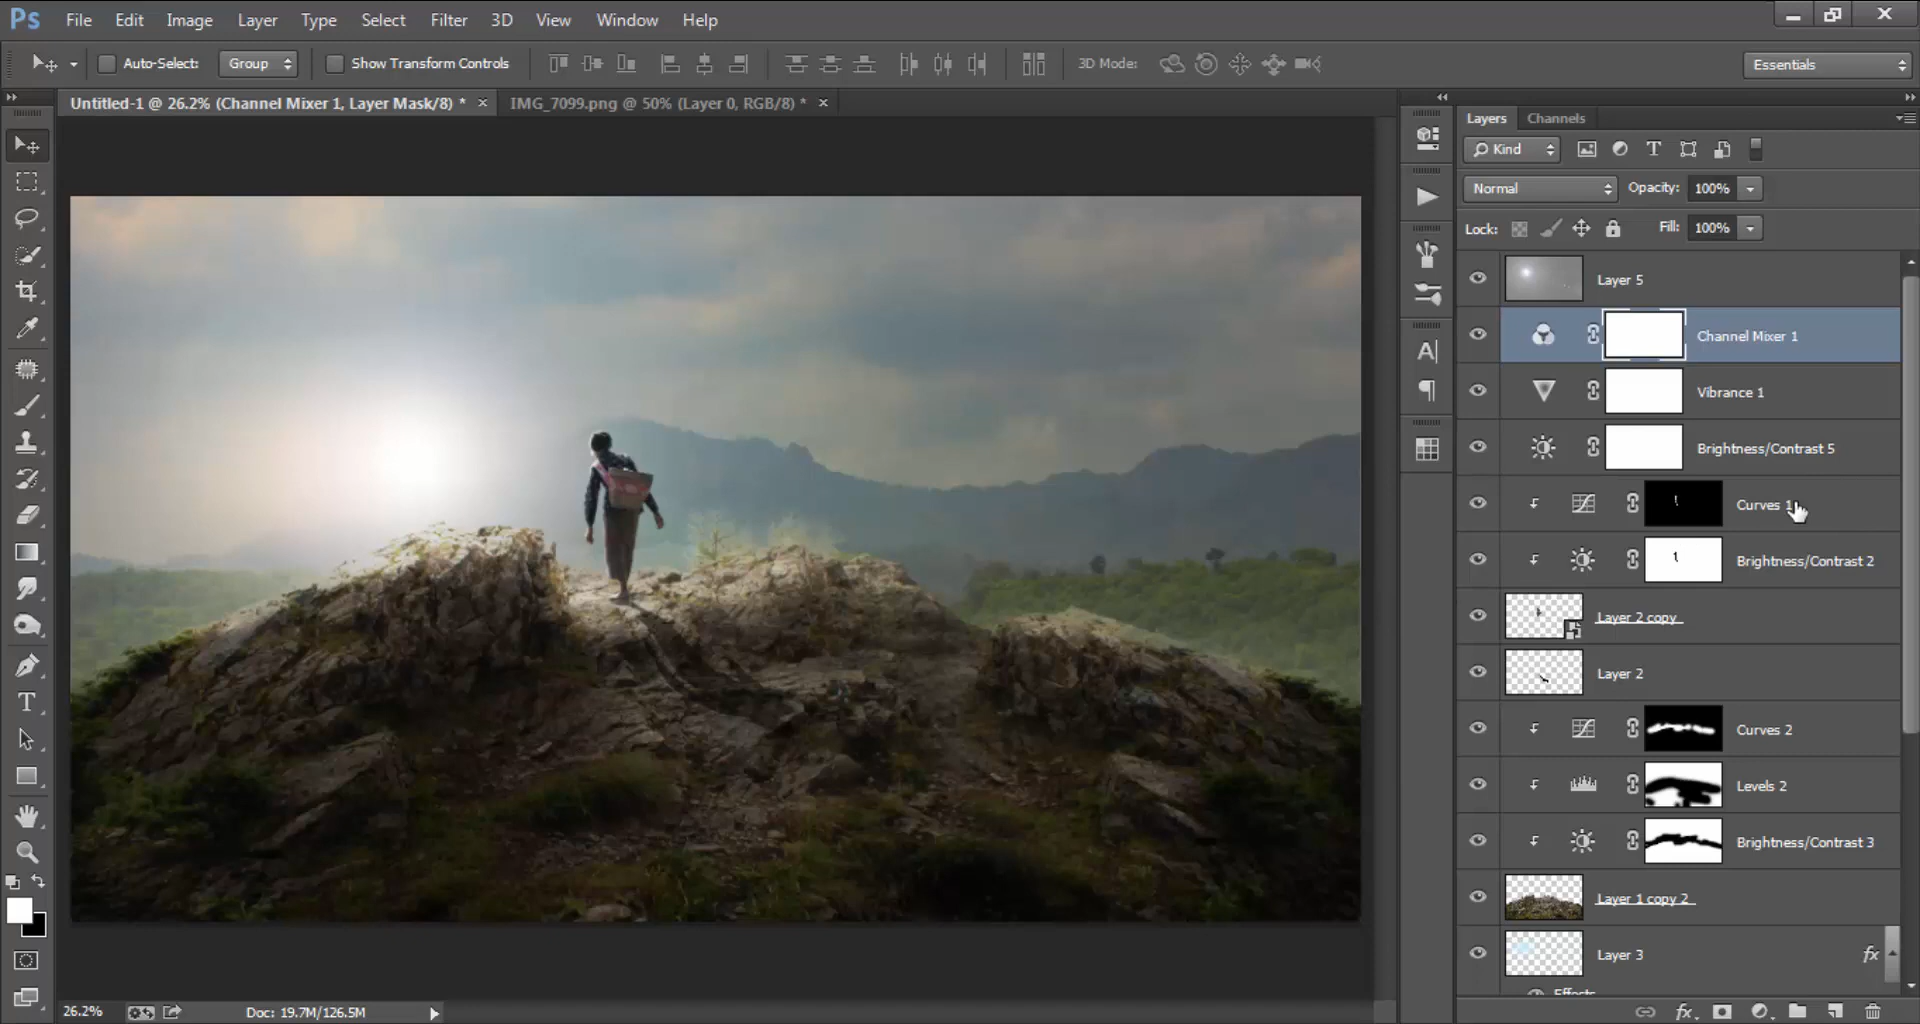 Ps File Edit Image Layer Type Select Filter 3D View Window Help
Auto-Select: Group Show Transform Controls 3D Mode: Essentials
Untitled-1 @ 26.2% (Channel Mixer 1, Layer Mask/8) * IMG_7099.png @ 50% (Layer 0, RGB/8) *
Layers Channels
Kind
Normal Opacity: 100%
Lock: Fill: 100%
Layer 5
Channel Mixer 1
Vibrance 1
Brightness/Contrast 5
Curves 1
Brightness/Contrast 2
Layer 2 copy
Layer 2
Curves 2
Levels 2
Brightness/Contrast 3
Layer 1 copy 2
Layer 3 fx
Effects
26.2% Doc: 19.7M/126.5M fx